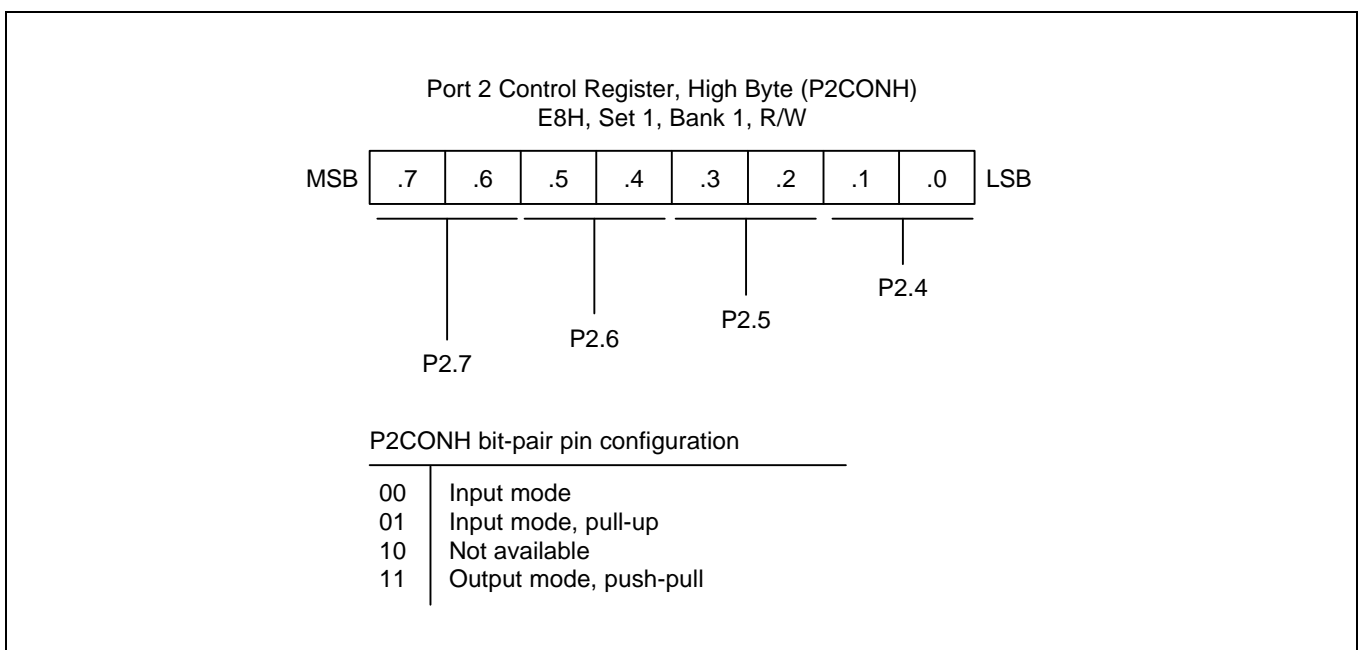 Port 2 Control Register, High Byte (P2CONH)
E8H, Set 1, Bank 1, R/W
MSB .7 .6 .5 .4 .3 .2 .1 .0 LSB
P2.4
P2.5
P2.6
P2.7
P2CONH bit-pair pin configuration
00 Input mode
01 Input mode, pull-up
10 Not available
11 Output mode, push-pull